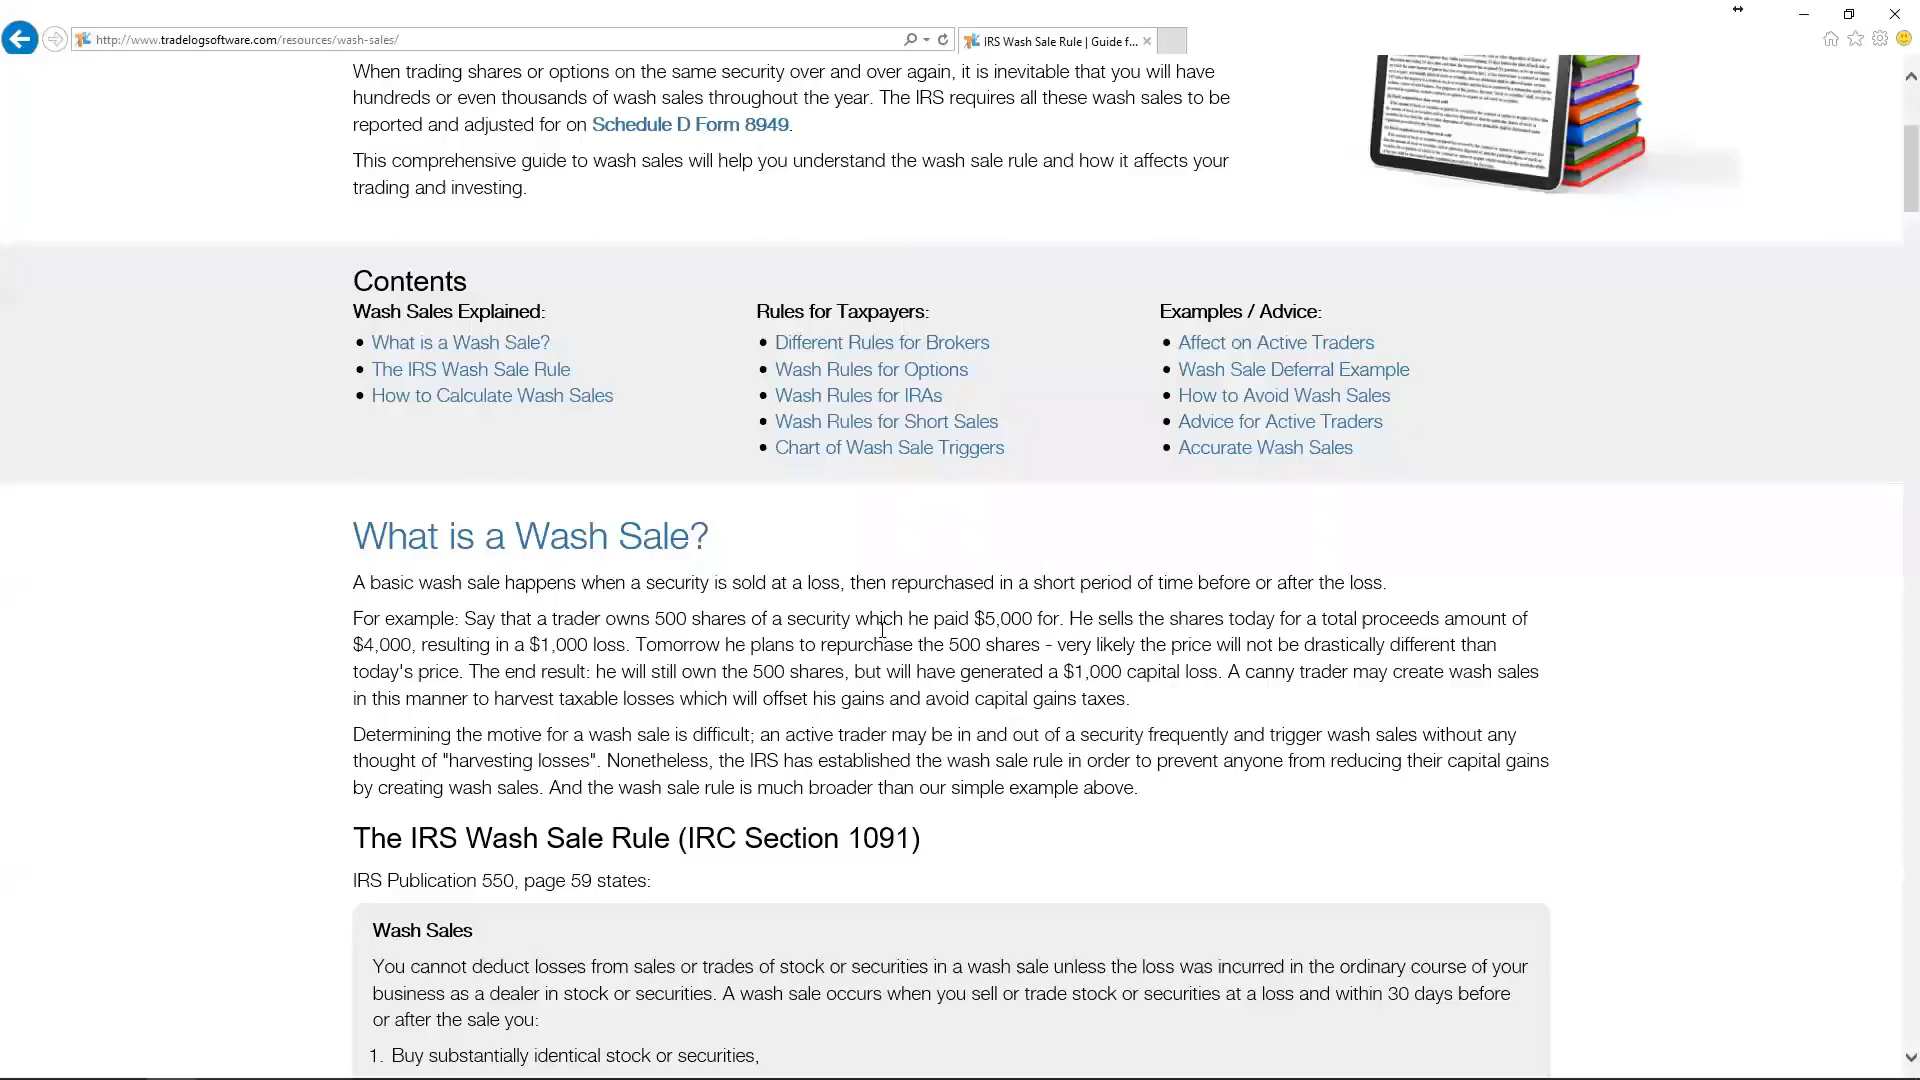 http://www.tradelogsoftware.com/resources/wash-sales/
IRS Wash Sale Rule | Guide f...
When trading shares or options on the same security over and over again, it is inevitable that you will have
hundreds or even thousands of wash sales throughout the year. The IRS requires all these wash sales to be
reported and adjusted for on Schedule D Form 8949.
This comprehensive guide to wash sales will help you understand the wash sale rule and how it affects your
trading and investing.
Contents
Wash Sales Explained:
• What is a Wash Sale?
• The IRS Wash Sale Rule
• How to Calculate Wash Sales
Rules for Taxpayers:
• Different Rules for Brokers
• Wash Rules for Options
• Wash Rules for IRAs
• Wash Rules for Short Sales
• Chart of Wash Sale Triggers
Examples / Advice:
• Affect on Active Traders
• Wash Sale Deferral Example
• How to Avoid Wash Sales
• Advice for Active Traders
• Accurate Wash Sales
What is a Wash Sale?
A basic wash sale happens when a security is sold at a loss, then repurchased in a short period of time before or after the loss.
For example: Say that a trader owns 500 shares of a security which he paid $5,000 for. He sells the shares today for a total proceeds amount of
$4,000, resulting in a $1,000 loss. Tomorrow he plans to repurchase the 500 shares - very likely the price will not be drastically different than
today's price. The end result: he will still own the 500 shares, but will have generated a $1,000 capital loss. A canny trader may create wash sales
in this manner to harvest taxable losses which will offset his gains and avoid capital gains taxes.
Determining the motive for a wash sale is difficult; an active trader may be in and out of a security frequently and trigger wash sales without any
thought of "harvesting losses". Nonetheless, the IRS has established the wash sale rule in order to prevent anyone from reducing their capital gains
by creating wash sales. And the wash sale rule is much broader than our simple example above.
The IRS Wash Sale Rule (IRC Section 1091)
IRS Publication 550, page 59 states:
Wash Sales
You cannot deduct losses from sales or trades of stock or securities in a wash sale unless the loss was incurred in the ordinary course of your
business as a dealer in stock or securities. A wash sale occurs when you sell or trade stock or securities at a loss and within 30 days before
or after the sale you:
1. Buy substantially identical stock or securities,